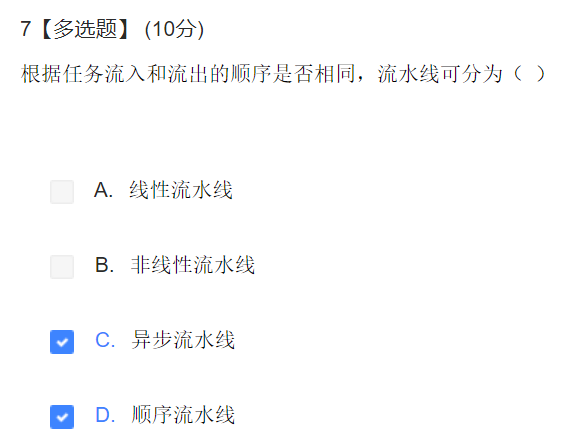 7【多选题】 (10分)
根据任务流入和流出的顺序是否相同，流水线可分为（ ）
A. 线性流水线
B. 非线性流水线
C. 异步流水线
D. 顺序流水线